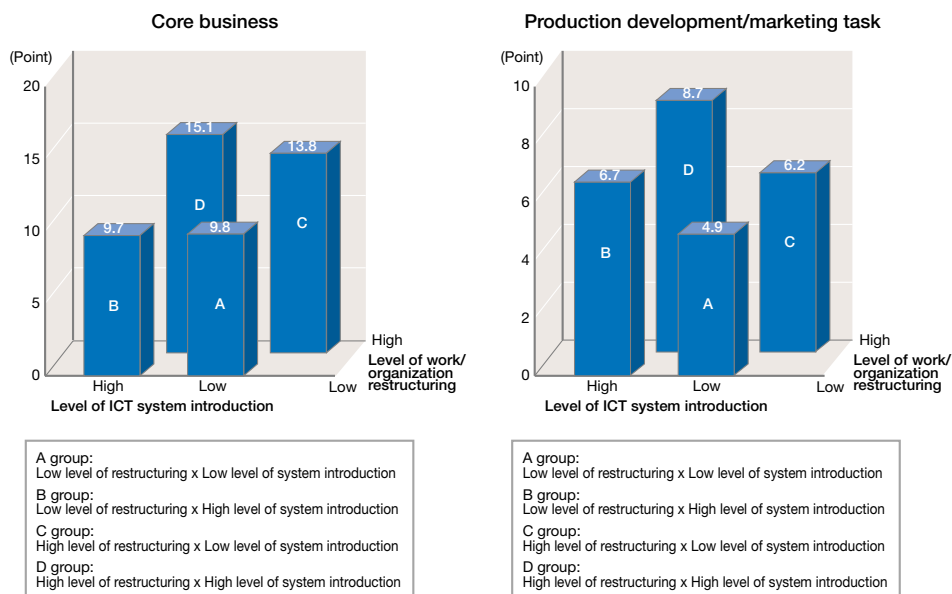 Core business
(Point)
20
15
10
5
0
15.1
13.8
9.7
9.8
D
C
B
A
High
Low
High
Low
Level of work/
organization
restructuring
Level of ICT system introduction
A group:
Low level of restructuring x Low level of system introduction
B group:
Low level of restructuring x High level of system introduction
C group:
High level of restructuring x Low level of system introduction
D group:
High level of restructuring x High level of system introduction
Production development/marketing task
(Point)
10
8
6
4
2
0
8.7
6.7
6.2
4.9
D
B
C
A
High
Low
High
Low
Level of work/
organization
restructuring
Level of ICT system introduction
A group:
Low level of restructuring x Low level of system introduction
B group:
Low level of restructuring x High level of system introduction
C group:
High level of restructuring x Low level of system introduction
D group:
High level of restructuring x High level of system introduction